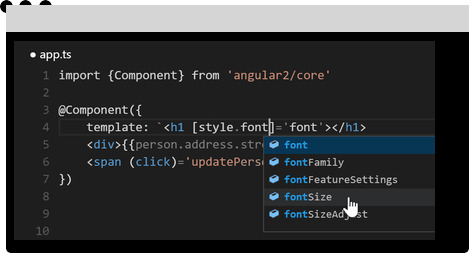 ● app.ts
1 import {Component} from 'angular2/core'
2
3 @Component({
4 template: `<h1 [style.font]='font'></h1>
5 <div>{{person.address.stre
font
6 <span (click)='updatePers
fontFamily
7 })
fontFeatureSettings
8
fontSize
9
fontSizeAdjust
10